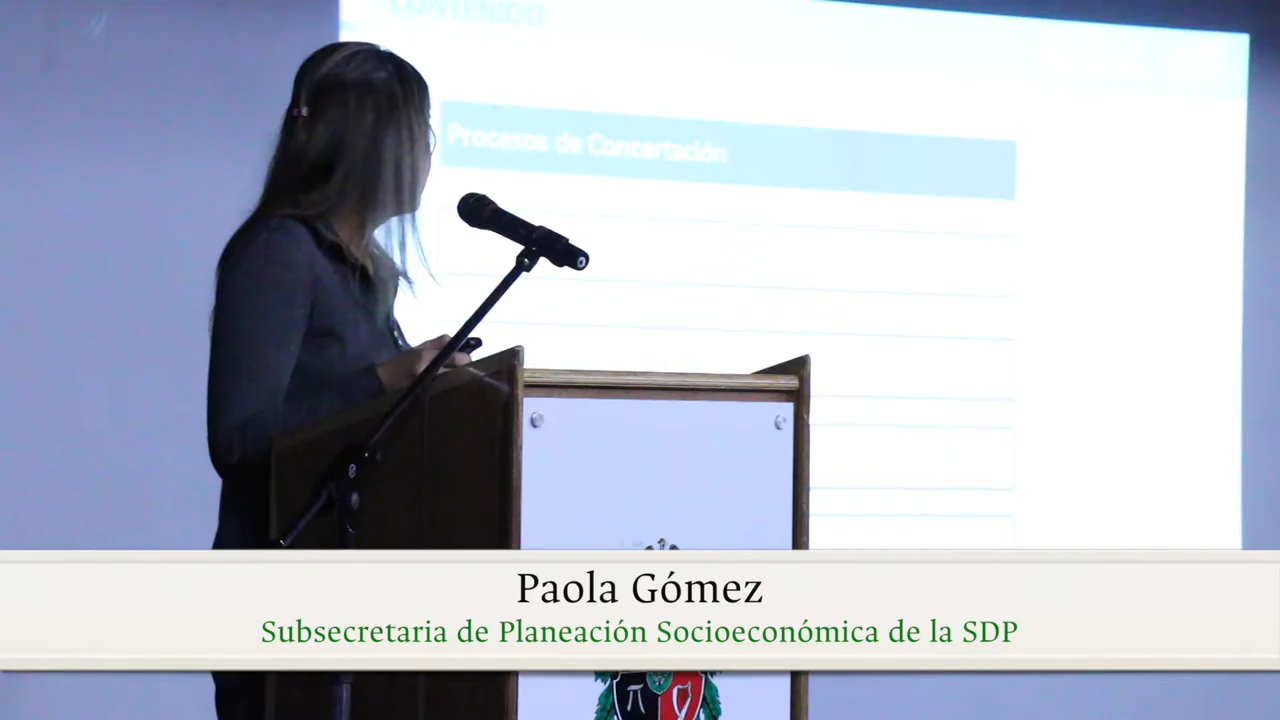 CONTENIDO
Procesos de Concertación
Paola Gómez
Subsecretaria de Planeación Socioeconómica de la SDP